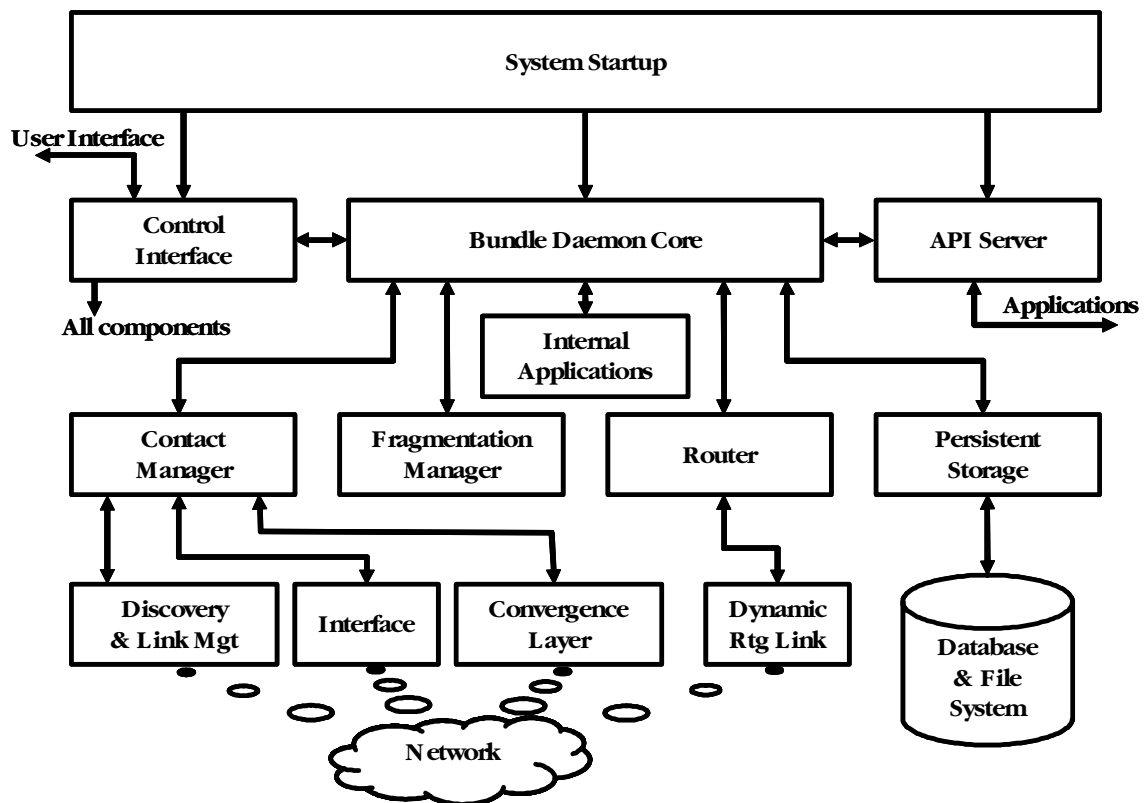 System Startup
User Interface
Control
Interface
Bundle Daemon Core
API Server
All components
Applications
Internal
Applications
Contact
Manager
Fragmentation
Manager
Router
Persistent
Storage
Discovery
& Link Mgt
Interface
Convergence
Layer
Dynamic
Rtg Link
Database
& File
System
Network